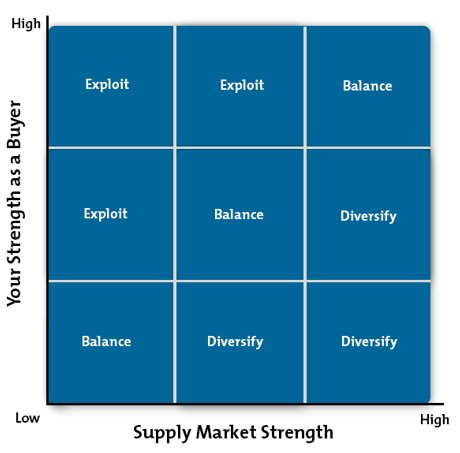 High
Exploit
Exploit
Balance
Your Strength as a Buyer
Exploit
Balance
Diversify
Balance
Diversify
Diversify
Low
High
Supply Market Strength